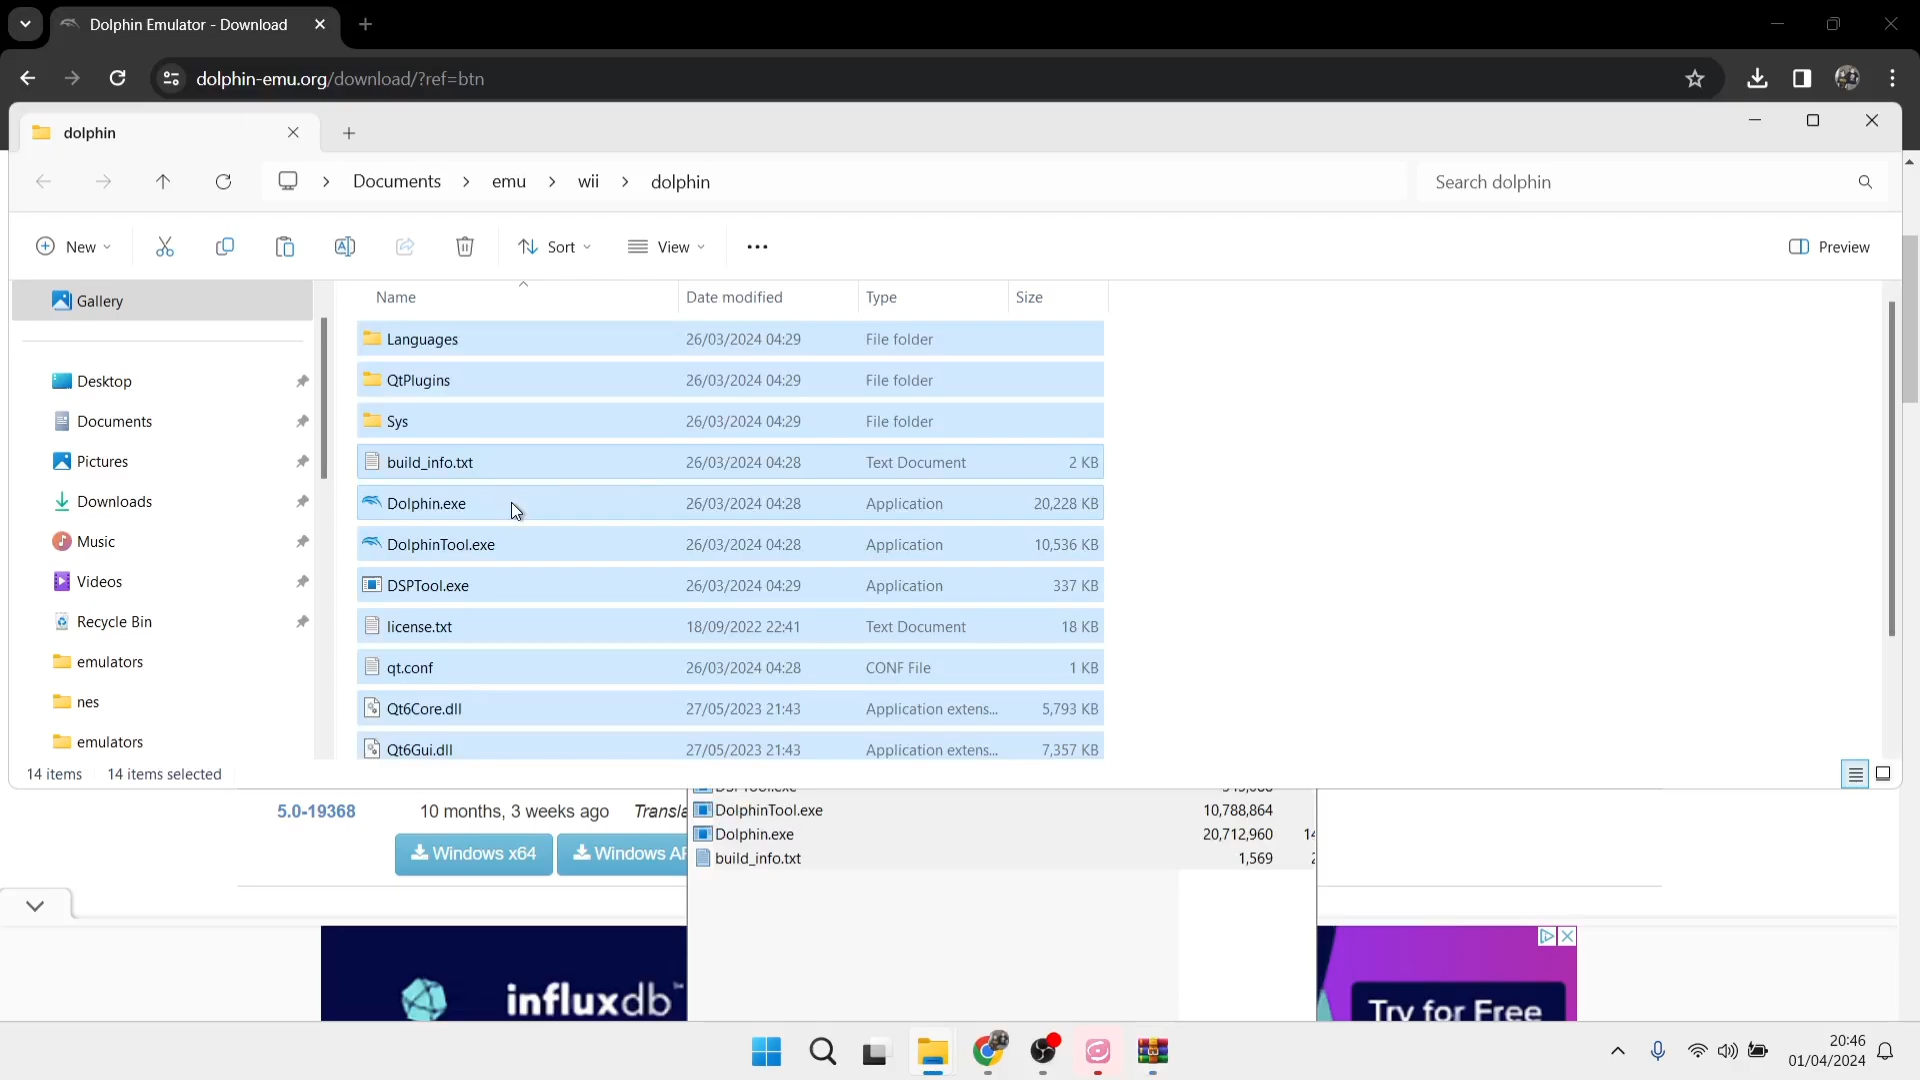 Dolphin Emulator - Download
dolphin-emu.org/download/?ref=btn
dolphin
Documents > emu > wii > dolphin
Search dolphin
New
Sort
View
Preview
Gallery
Desktop
Documents
Pictures
Downloads
Music
Videos
Recycle Bin
emulators
nes
emulators
Name Date modified Type Size
Languages 26/03/2024 04:29 File folder
QtPlugins 26/03/2024 04:29 File folder
Sys 26/03/2024 04:29 File folder
build_info.txt 26/03/2024 04:28 Text Document 2 KB
Dolphin.exe 26/03/2024 04:28 Application 20,228 KB
DolphinTool.exe 26/03/2024 04:28 Application 10,536 KB
DSPTool.exe 26/03/2024 04:29 Application 337 KB
license.txt 18/09/2022 22:41 Text Document 18 KB
qt.conf 26/03/2024 04:28 CONF File 1 KB
Qt6Core.dll 27/05/2023 21:43 Application extens... 5,793 KB
Qt6Gui.dll 27/05/2023 21:43 Application extens... 7,357 KB
14 items 14 items selected
5.0-19368 10 months, 3 weeks ago Transla
Windows x64
Windows AR
DolphinTool.exe 10,788,864
Dolphin.exe 20,712,960 14
build_info.txt 1,569
influxdb™
Try for Free
20:46
01/04/2024